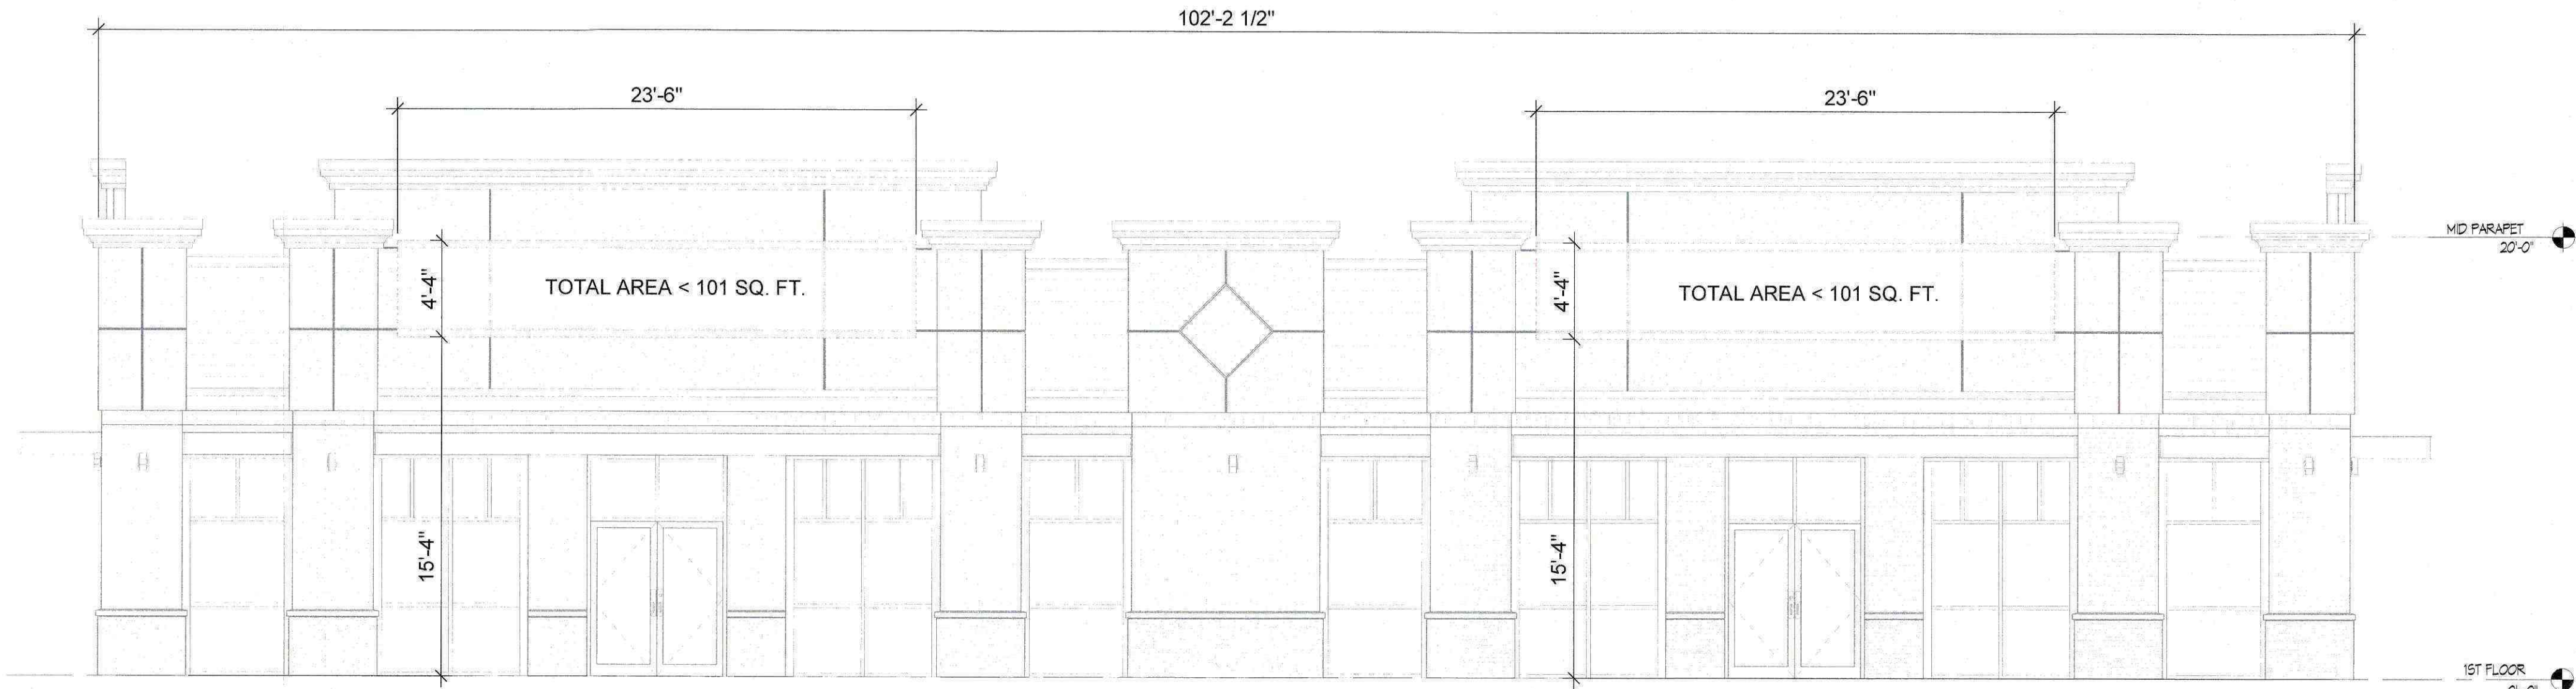 102'-2 1/2"
23'-6"
23'-6"
MID PARAPET
20'-0"
4'-4"
TOTAL AREA < 101 SQ. FT.
4'-4"
TOTAL AREA < 101 SQ. FT.
15'-4"
15'-4"
1ST FLOOR